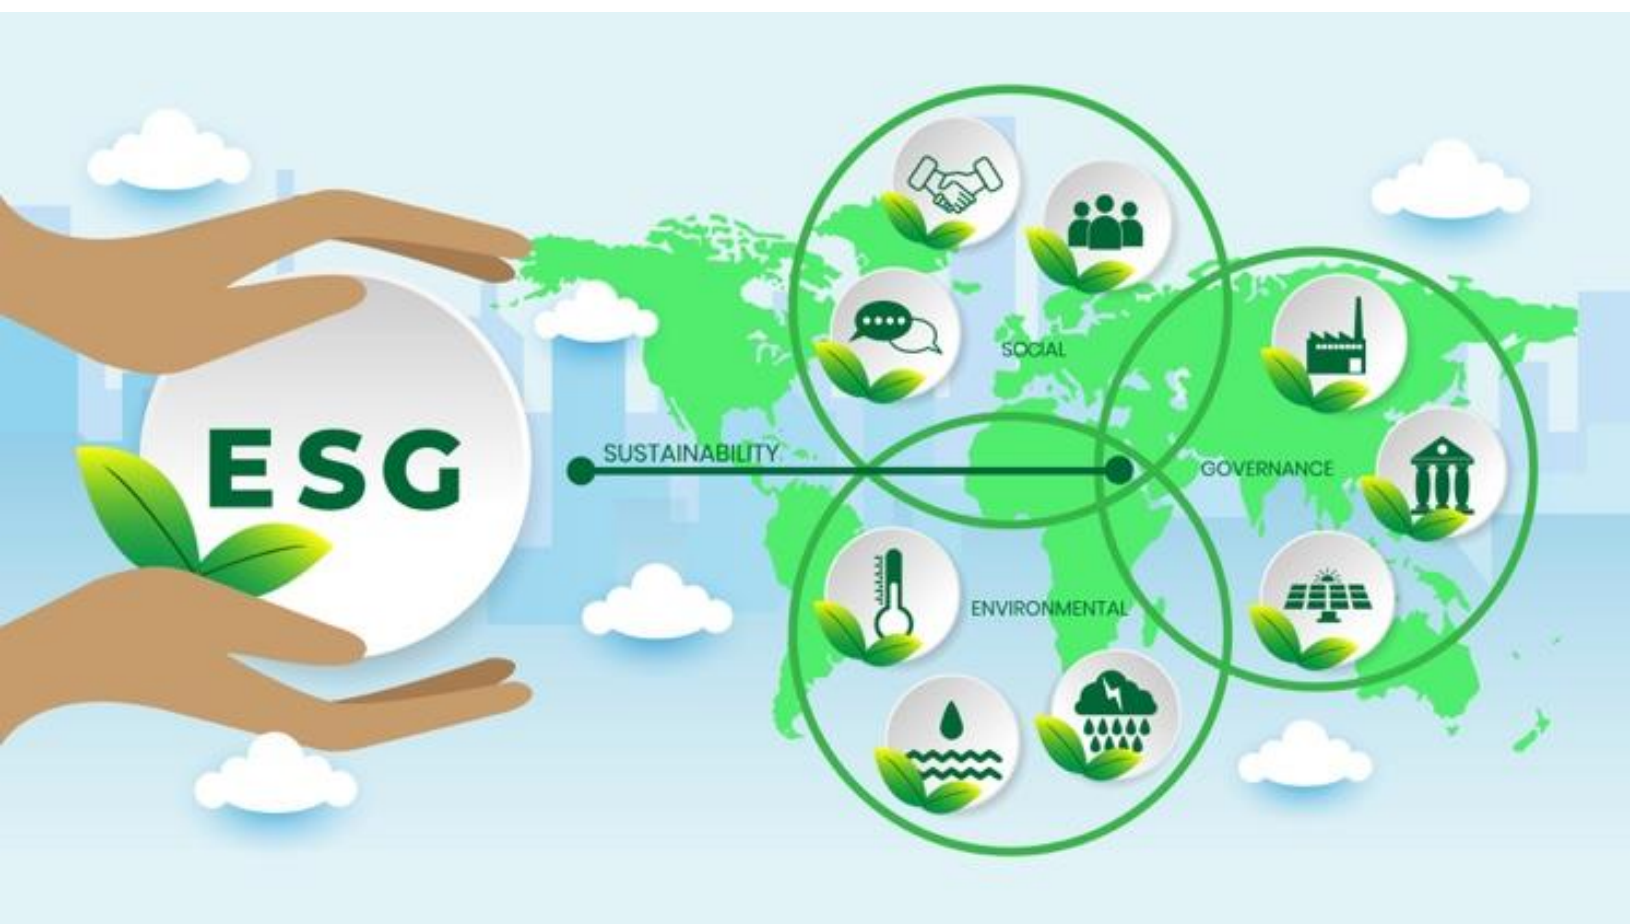 ESG
SUSTAINABILITY
SOCIAL
GOVERNANCE
ENVIRONMENTAL